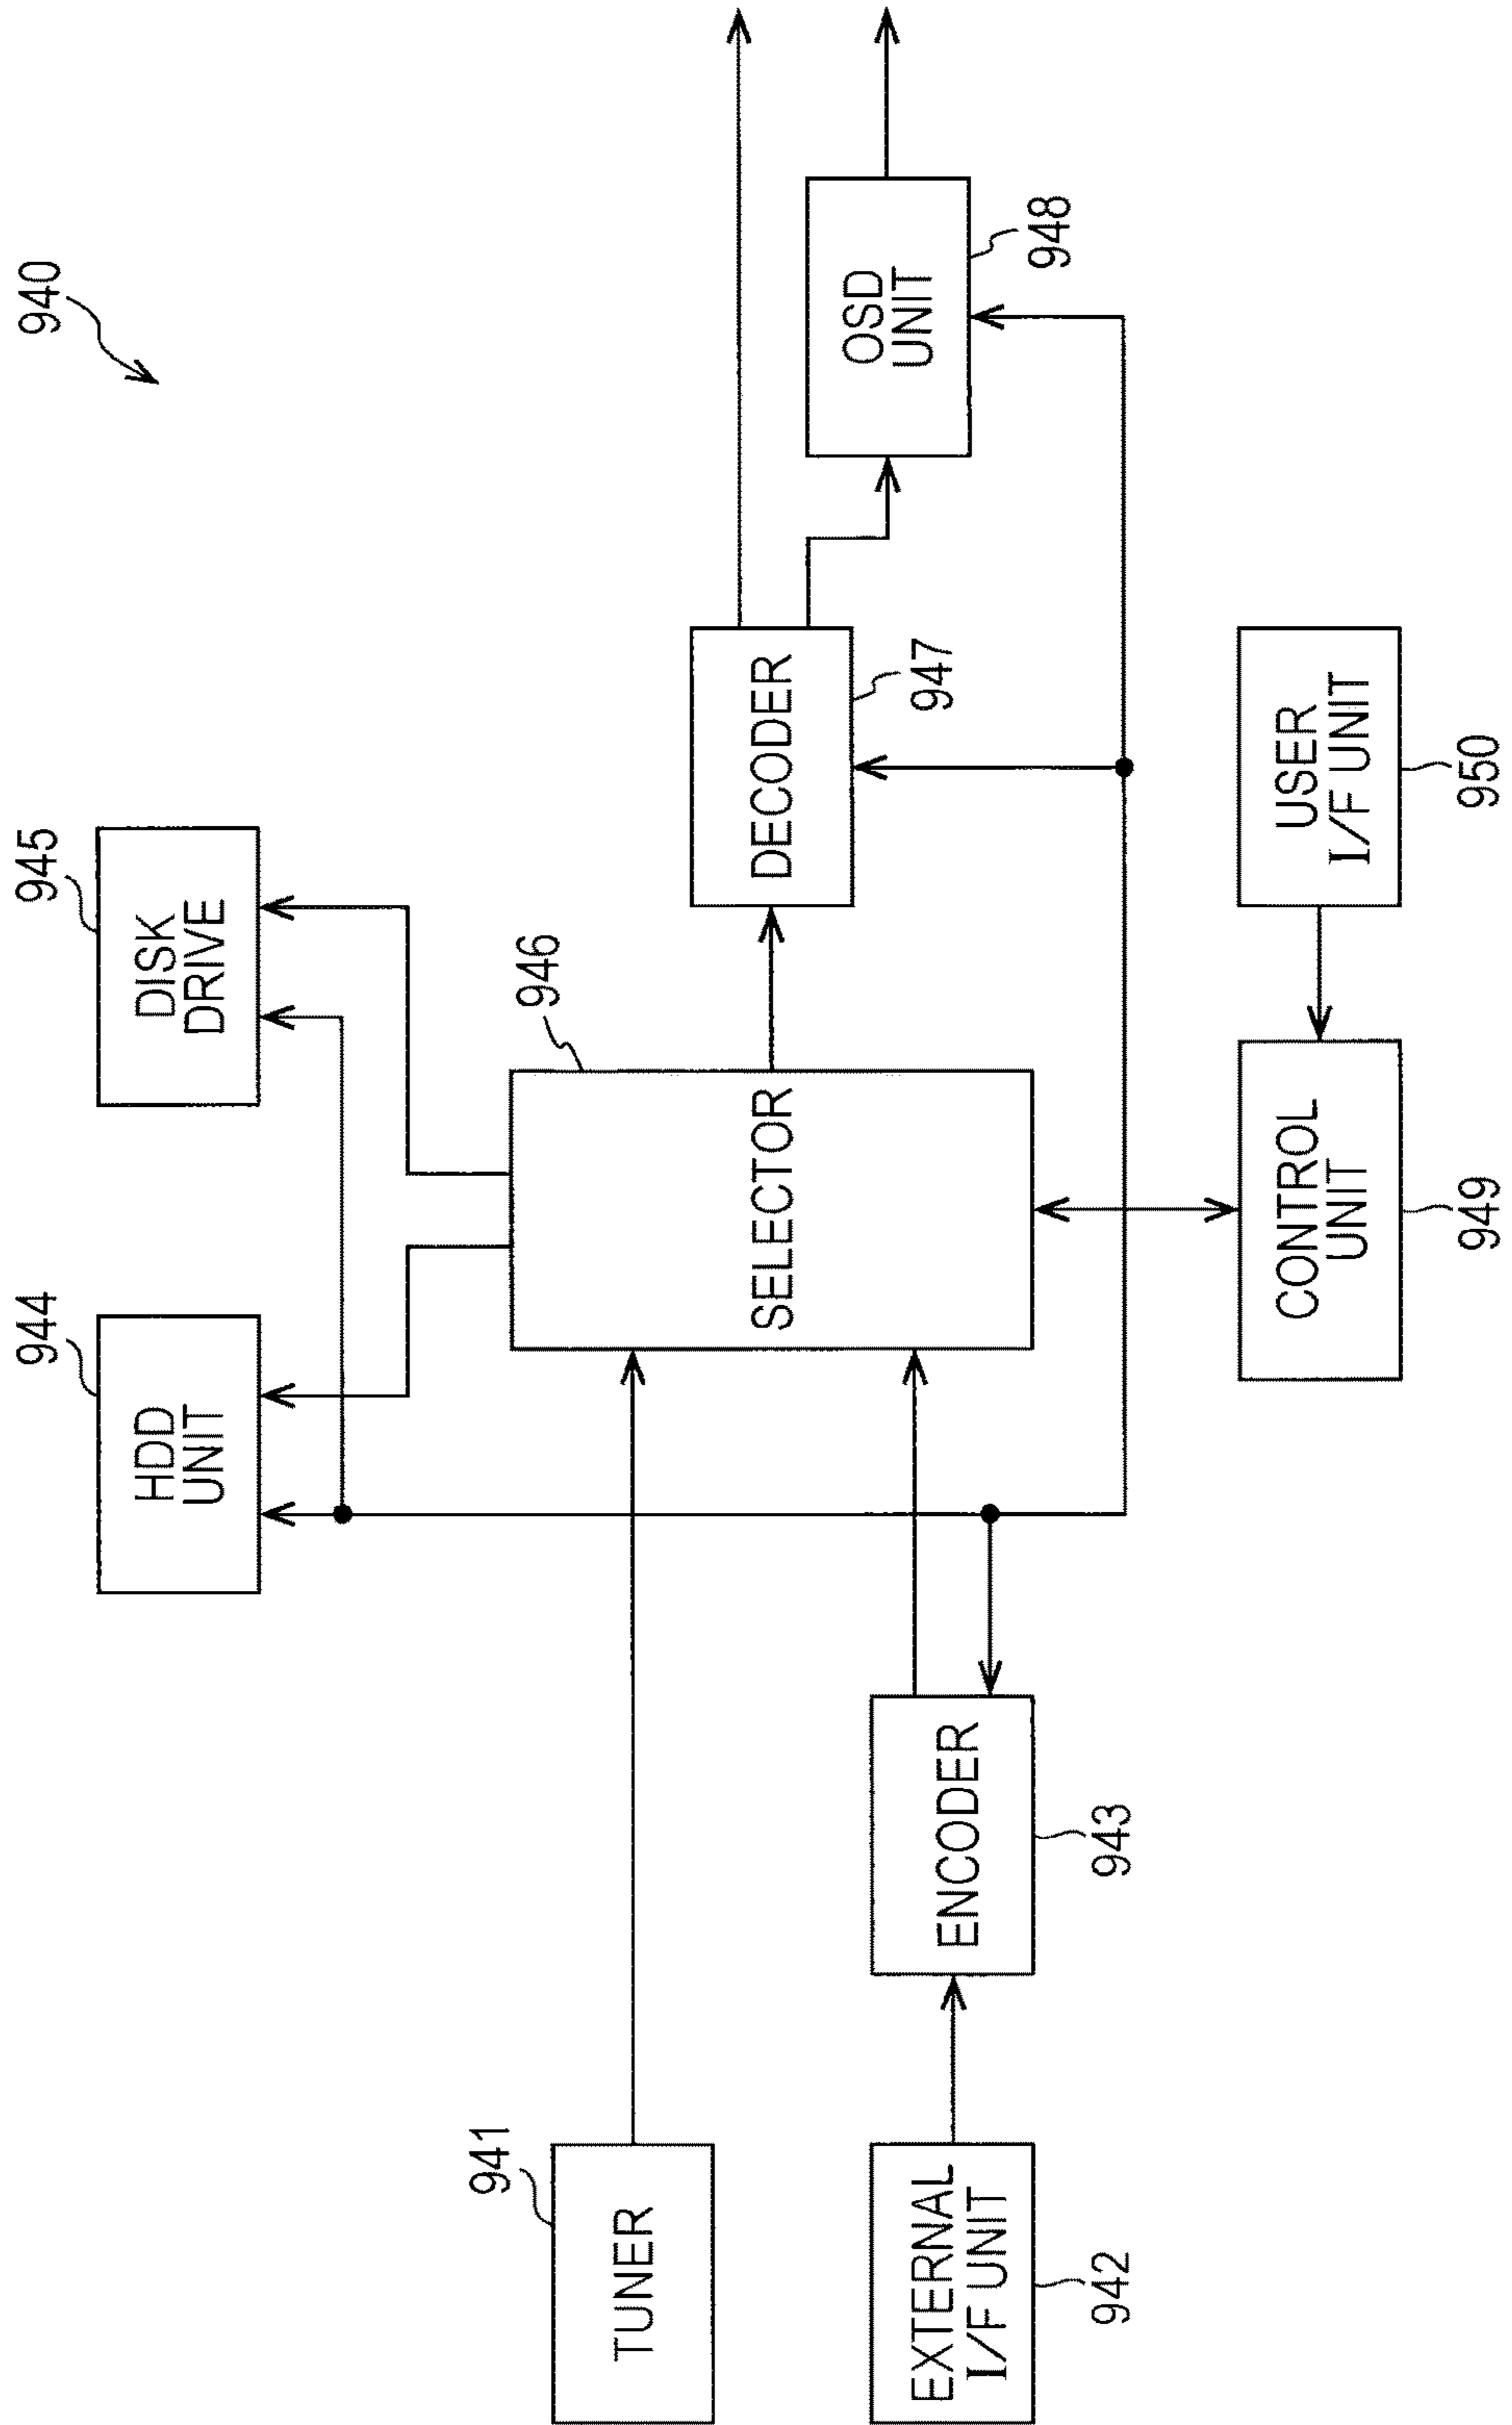 940
944
HDD
UNIT
945
DISK
DRIVE
946
SELECTOR
941
TUNER
DECODER
947
OSD
UNIT
948
EXTERNAL
I/F UNIT
942
ENCODER
943
CONTROL
UNIT
949
USER
I/F UNIT
950